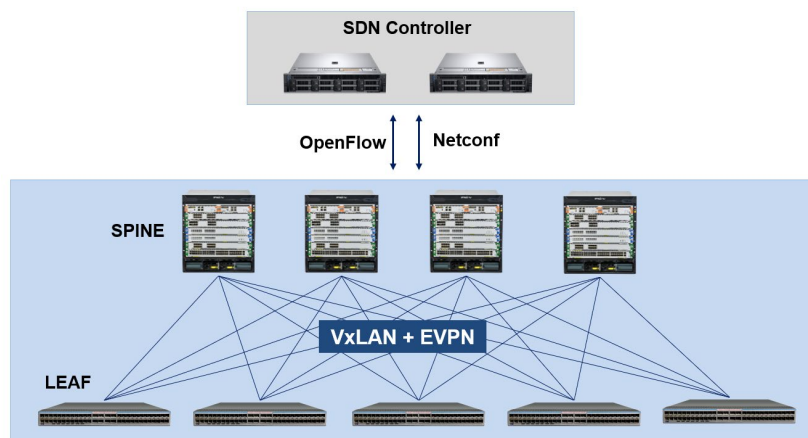 SDN Controller
OpenFlow
Netconf
SPINE
VxLAN + EVPN
LEAF